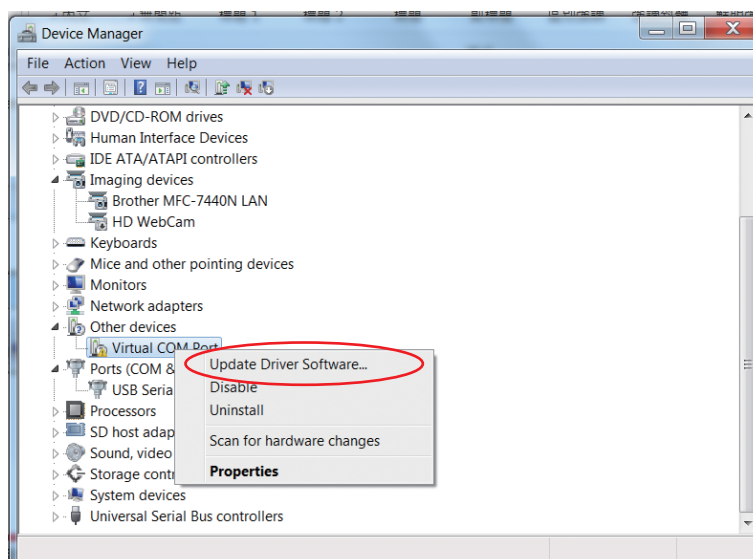 Device Manager
File Action View Help
DVD/CD-ROM drives
Human Interface Devices
IDE ATA/ATAPI controllers
Imaging devices
Brother MFC-7440N LAN
HD WebCam
Keyboards
Mice and other pointing devices
Monitors
Network adapters
Other devices
Virtual COM Port
Ports (COM &
USB Seria
Processors
SD host adap
Sound, video
Storage contr
System devices
Universal Serial Bus controllers
Update Driver Software...
Disable
Uninstall
Scan for hardware changes
Properties